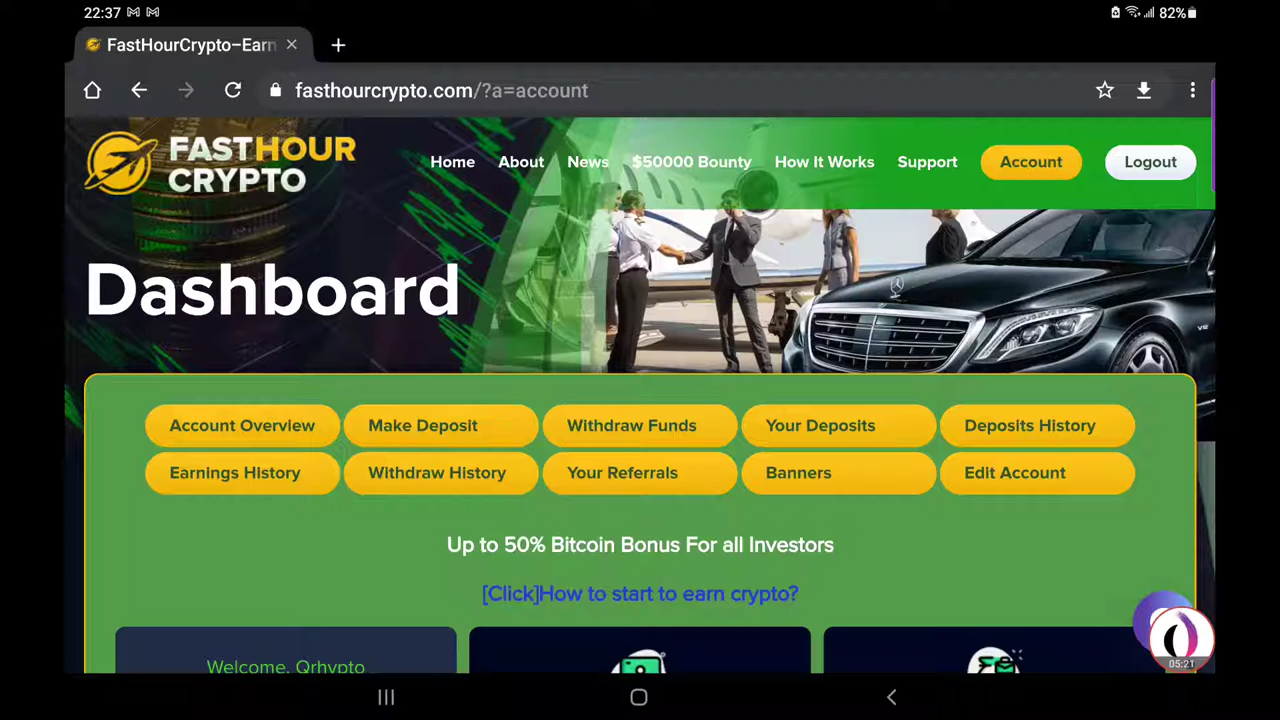 22:37
82%
FastHourCrypto–Earn
fasthourcrypto.com/?a=account
FASTHOUR
CRYPTO
Home About News $50000 Bounty How It Works Support Account Logout
Dashboard
Account Overview Make Deposit Withdraw Funds Your Deposits Deposits History
Earnings History Withdraw History Your Referrals Banners Edit Account
Up to 50% Bitcoin Bonus For all Investors
[Click]How to start to earn crypto?
Welcome, Qrhypto
05:21